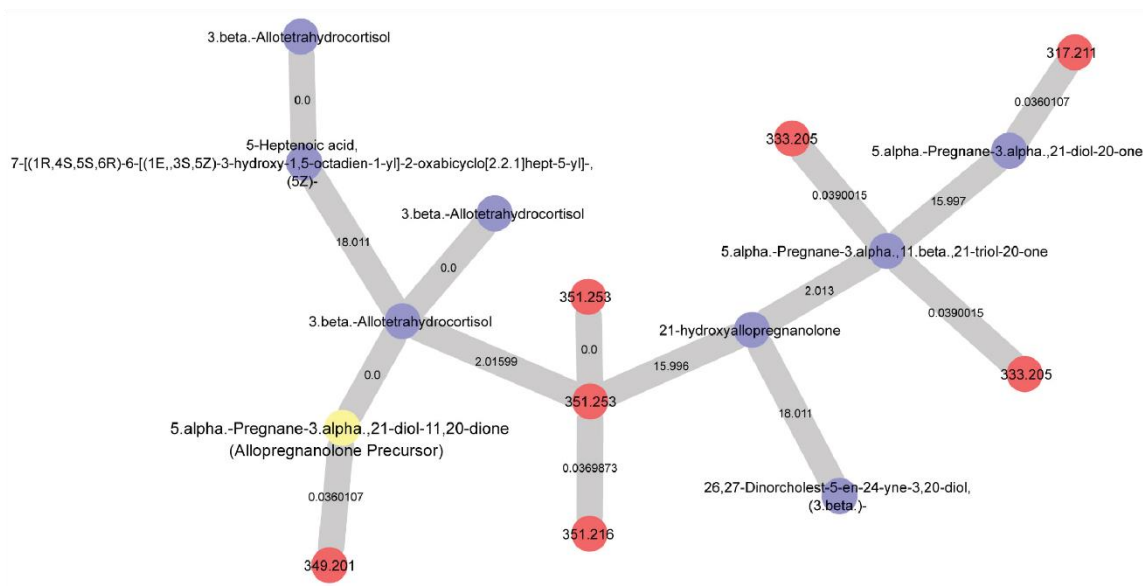 3.beta.-Allotetrahydrocortisol
0.0
5-Heptenoic acid,
7-[(1R,4S,5S,6R)-6-[(1E,,3S,5Z)-3-hydroxy-1,5-octadien-1-yl]-2-oxabicyclo[2.2.1]hept-5-yl]-,
(5Z)-
18.011
3.beta.-Allotetrahydrocortisol
0.0
3.beta.-Allotetrahydrocortisol
0.0
2.01599
5.alpha.-Pregnane-3.alpha.,21-diol-11,20-dione
(Allopregnanolone Precursor)
0.0360107
349.201
351.253
0.0
351.253
0.0369873
351.216
15.996
21-hydroxyallopregnanolone
18.011
26,27-Dinorcholest-5-en-24-yne-3,20-diol,
(3.beta.)-
2.013
5.alpha.-Pregnane-3.alpha.,11.beta.,21-triol-20-one
0.0390015
333.205
0.0390015
333.205
15.997
5.alpha.-Pregnane-3.alpha.,21-diol-20-one
0.0360107
317.211